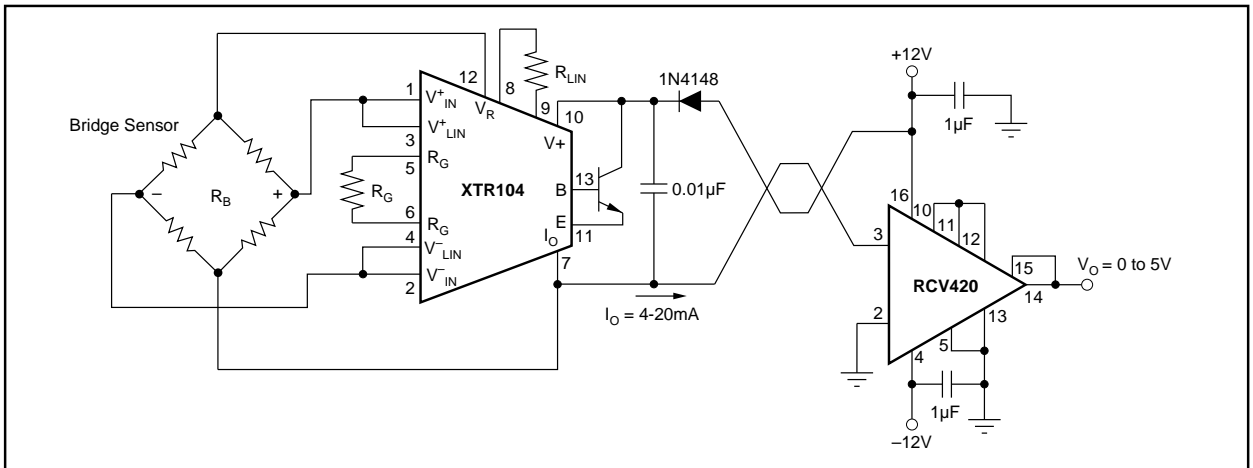 Bridge Sensor
R_B
−
+
1
V⁺_IN
V⁺_LIN
3
5
R_G
R_G
6
R_G
4
V⁻_LIN
V⁻_IN
2
XTR104
12
V_R
8
R_LIN
9
10
V+
13
B
E
11
I_O
7
0.01µF
1N4148
I_O = 4-20mA
+12V
1µF
16
10
11
12
3
2
RCV420
15
14
13
5
4
V_O = 0 to 5V
1µF
–12V